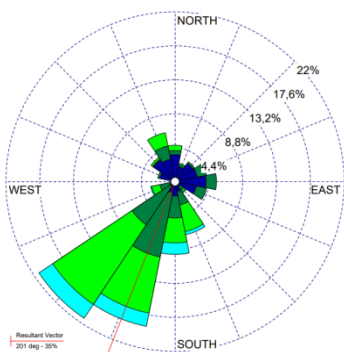 NORTH
22%
17,6%
13,2%
8,8%
4,4%
WEST
EAST
Resultant Vector
201 deg - 35%
SOUTH